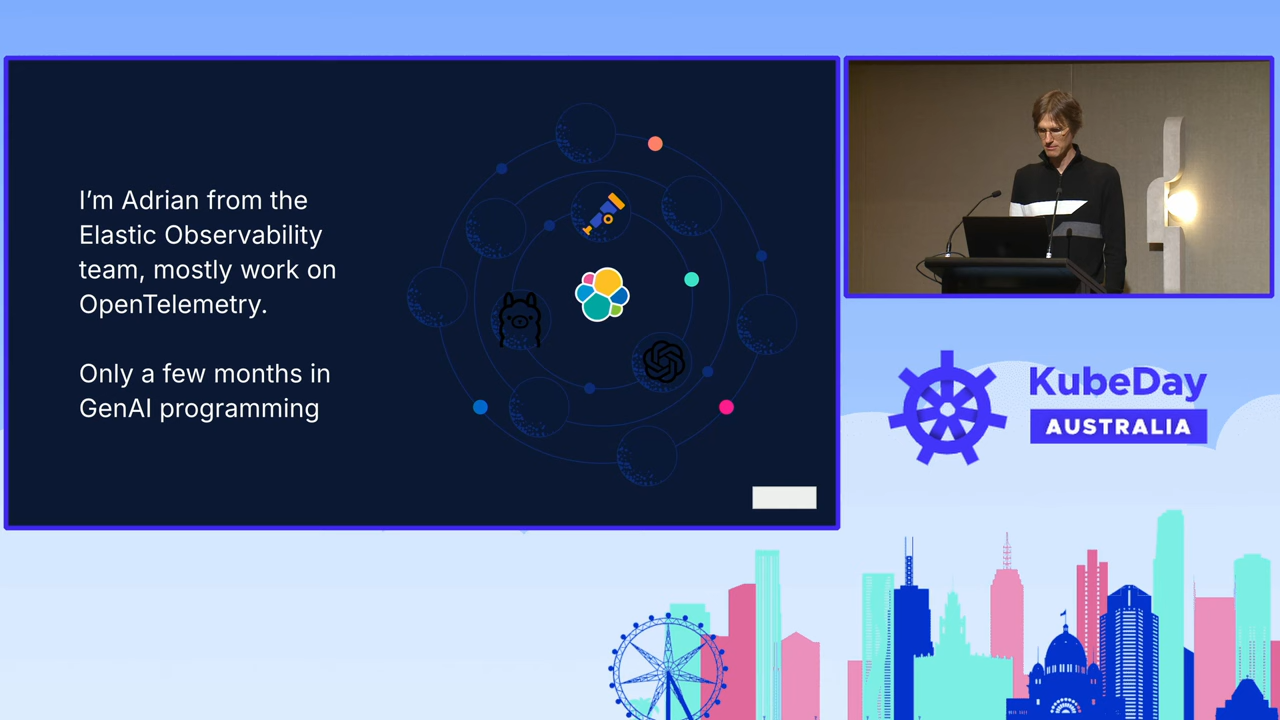 I’m Adrian from the
Elastic Observability
team, mostly work on
OpenTelemetry.
Only a few months in
GenAI programming
KubeDay
AUSTRALIA